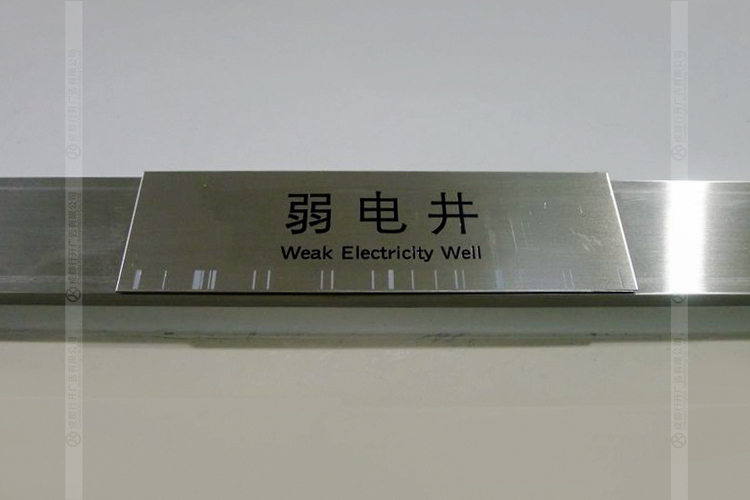 弱电井
Weak Electricity Well